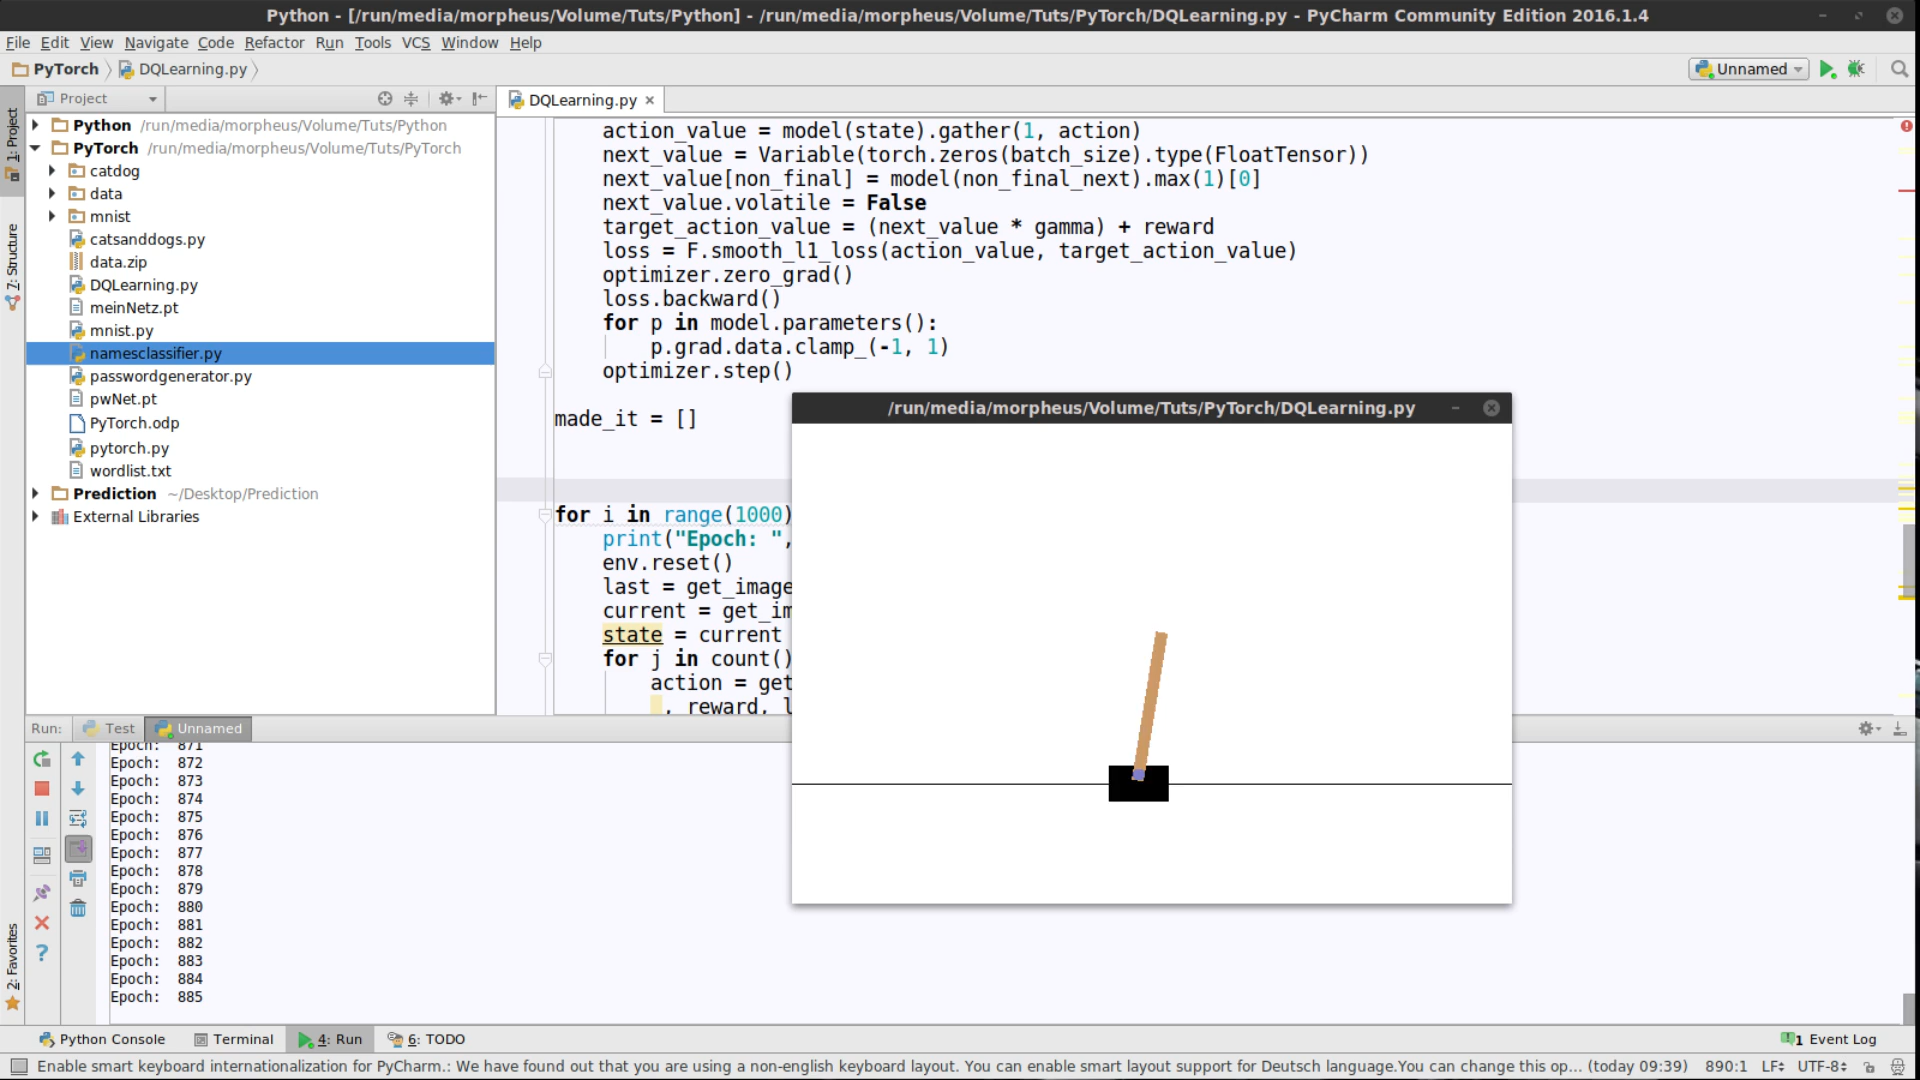 Python - [/run/media/morpheus/Volume/Tuts/Python] - /run/media/morpheus/Volume/Tuts/PyTorch/DQLearning.py - PyCharm Community Edition 2016.1.4
File Edit View Navigate Code Refactor Run Tools VCS Window Help
PyTorch DQLearning.py
Unnamed
Project
DQLearning.py
1: Project
7: Structure
2: Favorites
Python /run/media/morpheus/Volume/Tuts/Python
PyTorch /run/media/morpheus/Volume/Tuts/PyTorch
catdog
data
mnist
catsanddogs.py
data.zip
DQLearning.py
meinNetz.pt
mnist.py
namesclassifier.py
passwordgenerator.py
pwNet.pt
PyTorch.odp
pytorch.py
wordlist.txt
Prediction ~/Desktop/Prediction
External Libraries
action_value = model(state).gather(1, action)
next_value = Variable(torch.zeros(batch_size).type(FloatTensor))
next_value[non_final] = model(non_final_next).max(1)[0]
next_value.volatile = False
target_action_value = (next_value * gamma) + reward
loss = F.smooth_l1_loss(action_value, target_action_value)
optimizer.zero_grad()
loss.backward()
for p in model.parameters():
p.grad.data.clamp_(-1, 1)
optimizer.step()
made_it = []
for i in range(1000)
print("Epoch: ",
env.reset()
last = get_image
current = get_im
state = current
for j in count()
action = get
_, reward, l
/run/media/morpheus/Volume/Tuts/PyTorch/DQLearning.py
Run: Test Unnamed
Epoch: 871
Epoch: 872
Epoch: 873
Epoch: 874
Epoch: 875
Epoch: 876
Epoch: 877
Epoch: 878
Epoch: 879
Epoch: 880
Epoch: 881
Epoch: 882
Epoch: 883
Epoch: 884
Epoch: 885
Python Console Terminal 4: Run 6: TODO 1 Event Log
Enable smart keyboard internationalization for PyCharm.: We have found out that you are using a non-english keyboard layout. You can enable smart layout support for Deutsch language.You can change this op... (today 09:39) 890:1 LF UTF-8